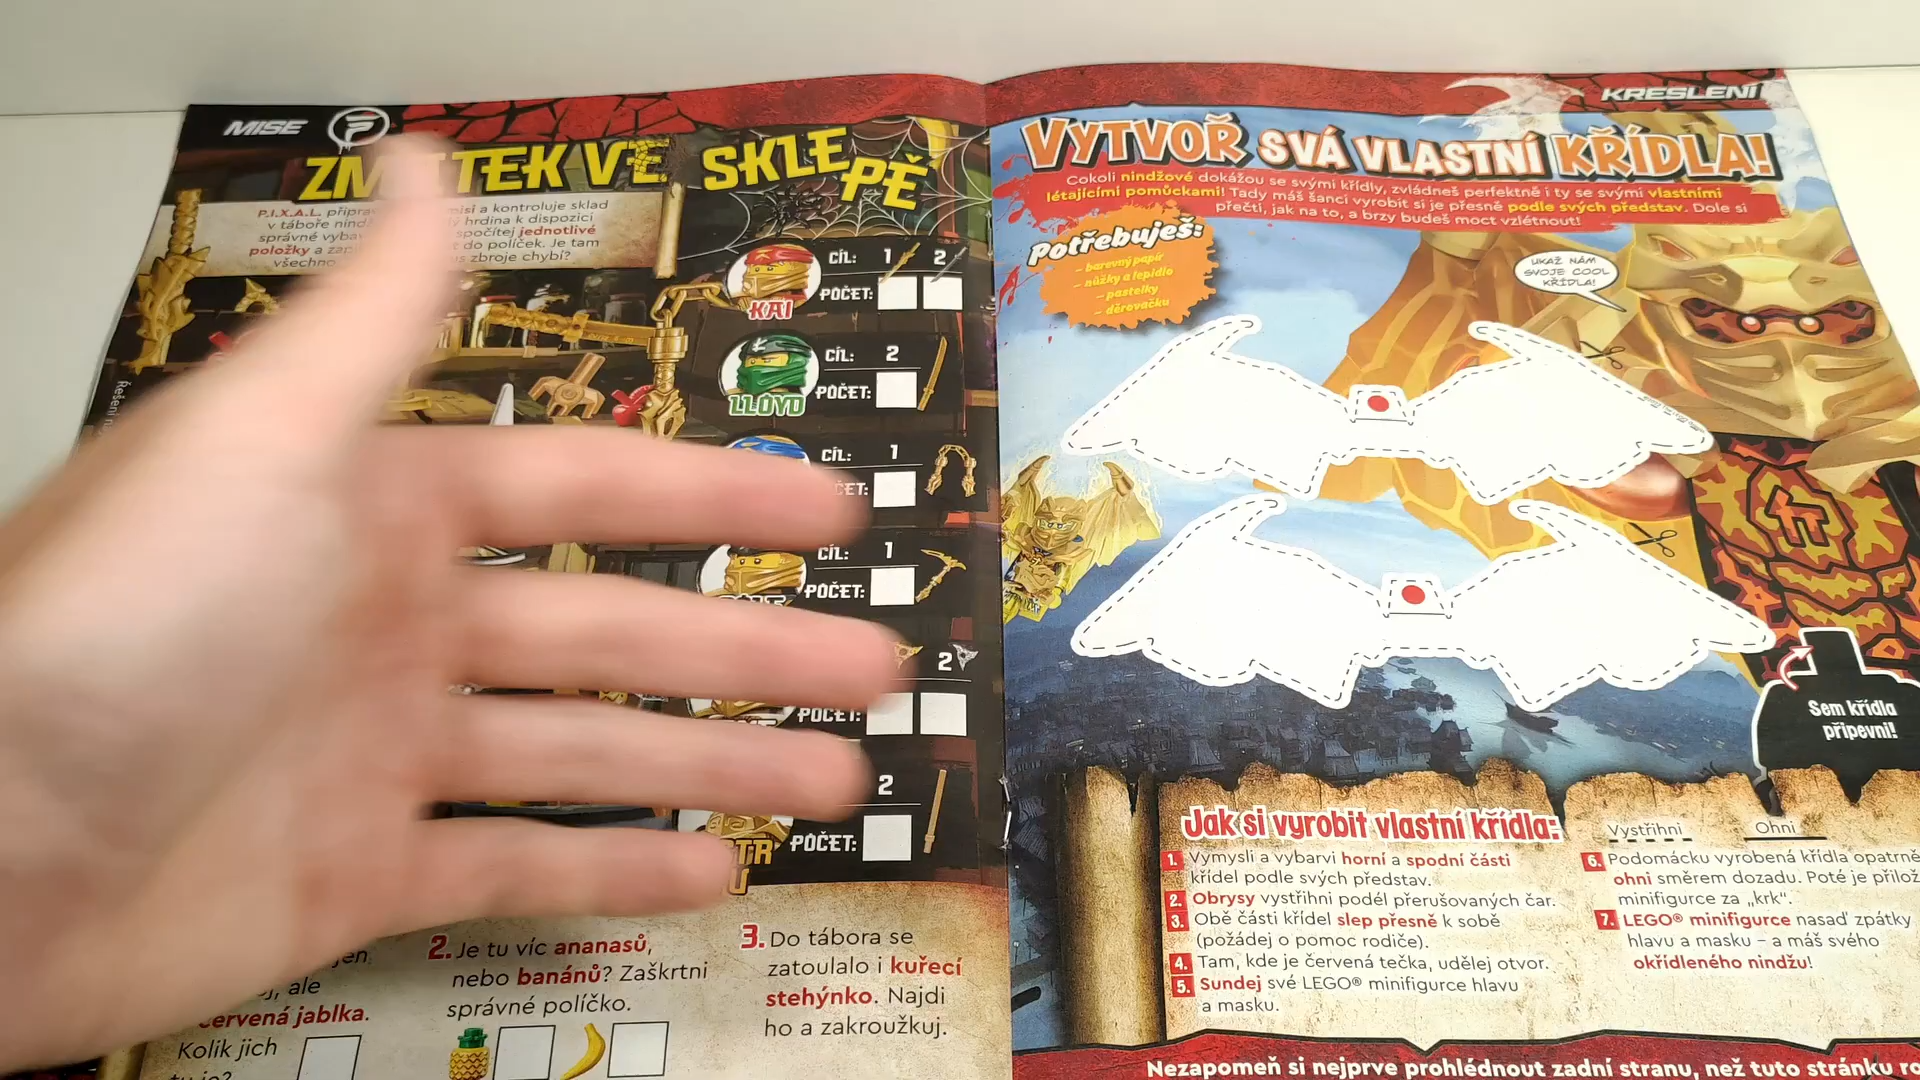 MISE
ZM TEK VE SKLEPĚ
P.I.X.A.L. misi a kontroluje sklad
v táboře hrdina k dispozici
správné spočítej jednotlivé
položky a do políček. Je tam
zbroje chybí?
CÍL: 1 2
POČET:
KAI
CÍL: 2
POČET:
LLOYD
CÍL: 1
CÍL: 1
POČET:
2
POČET:
2
POČET:
ale
červená jablka.
Kolik jich
2. Je tu víc ananasů,
nebo banánů? Zaškrtni
správné políčko.
3. Do tábora se
zatoulalo i kuřecí
stehýnko. Najdi
ho a zakroužkuj.
KRESLENÍ
VYTVOŘ SVÁ VLASTNÍ KŘÍDLA!
Cokoli nindžové dokážou se svými křídly, zvládneš perfektně i ty se svými vlastními
létajícími pomůckami! Tady máš šanci vyrobit si je přesně podle svých představ. Dole si
přečti, jak na to, a brzy budeš moct vzlétnout!
Potřebuješ:
– barevný papír
– nůžky a lepidlo
– pastelky
– děrovačku
UKAŽ NÁM
SVOJE COOL
KŘÍDLA!
Sem křídla
připevni!
Jak si vyrobit vlastní křídla:
Vystřihni
Ohni
1. Vymysli a vybarvi horní a spodní části
křídel podle svých představ.
2. Obrysy vystřihni podél přerušovaných čar.
3. Obě části křídel slep přesně k sobě
(požádej o pomoc rodiče).
4. Tam, kde je červená tečka, udělej otvor.
5. Sundej své LEGO® minifigurce hlavu
a masku.
6. Podomácku vyrobená křídla opatrně
ohni směrem dozadu. Poté je přilož
minifigurce za „krk“.
7. LEGO® minifigurce nasaď zpátky
hlavu a masku – a máš svého
okřídleného nindžu!
Nezapomeň si nejprve prohlédnout zadní stranu, než tuto stránku